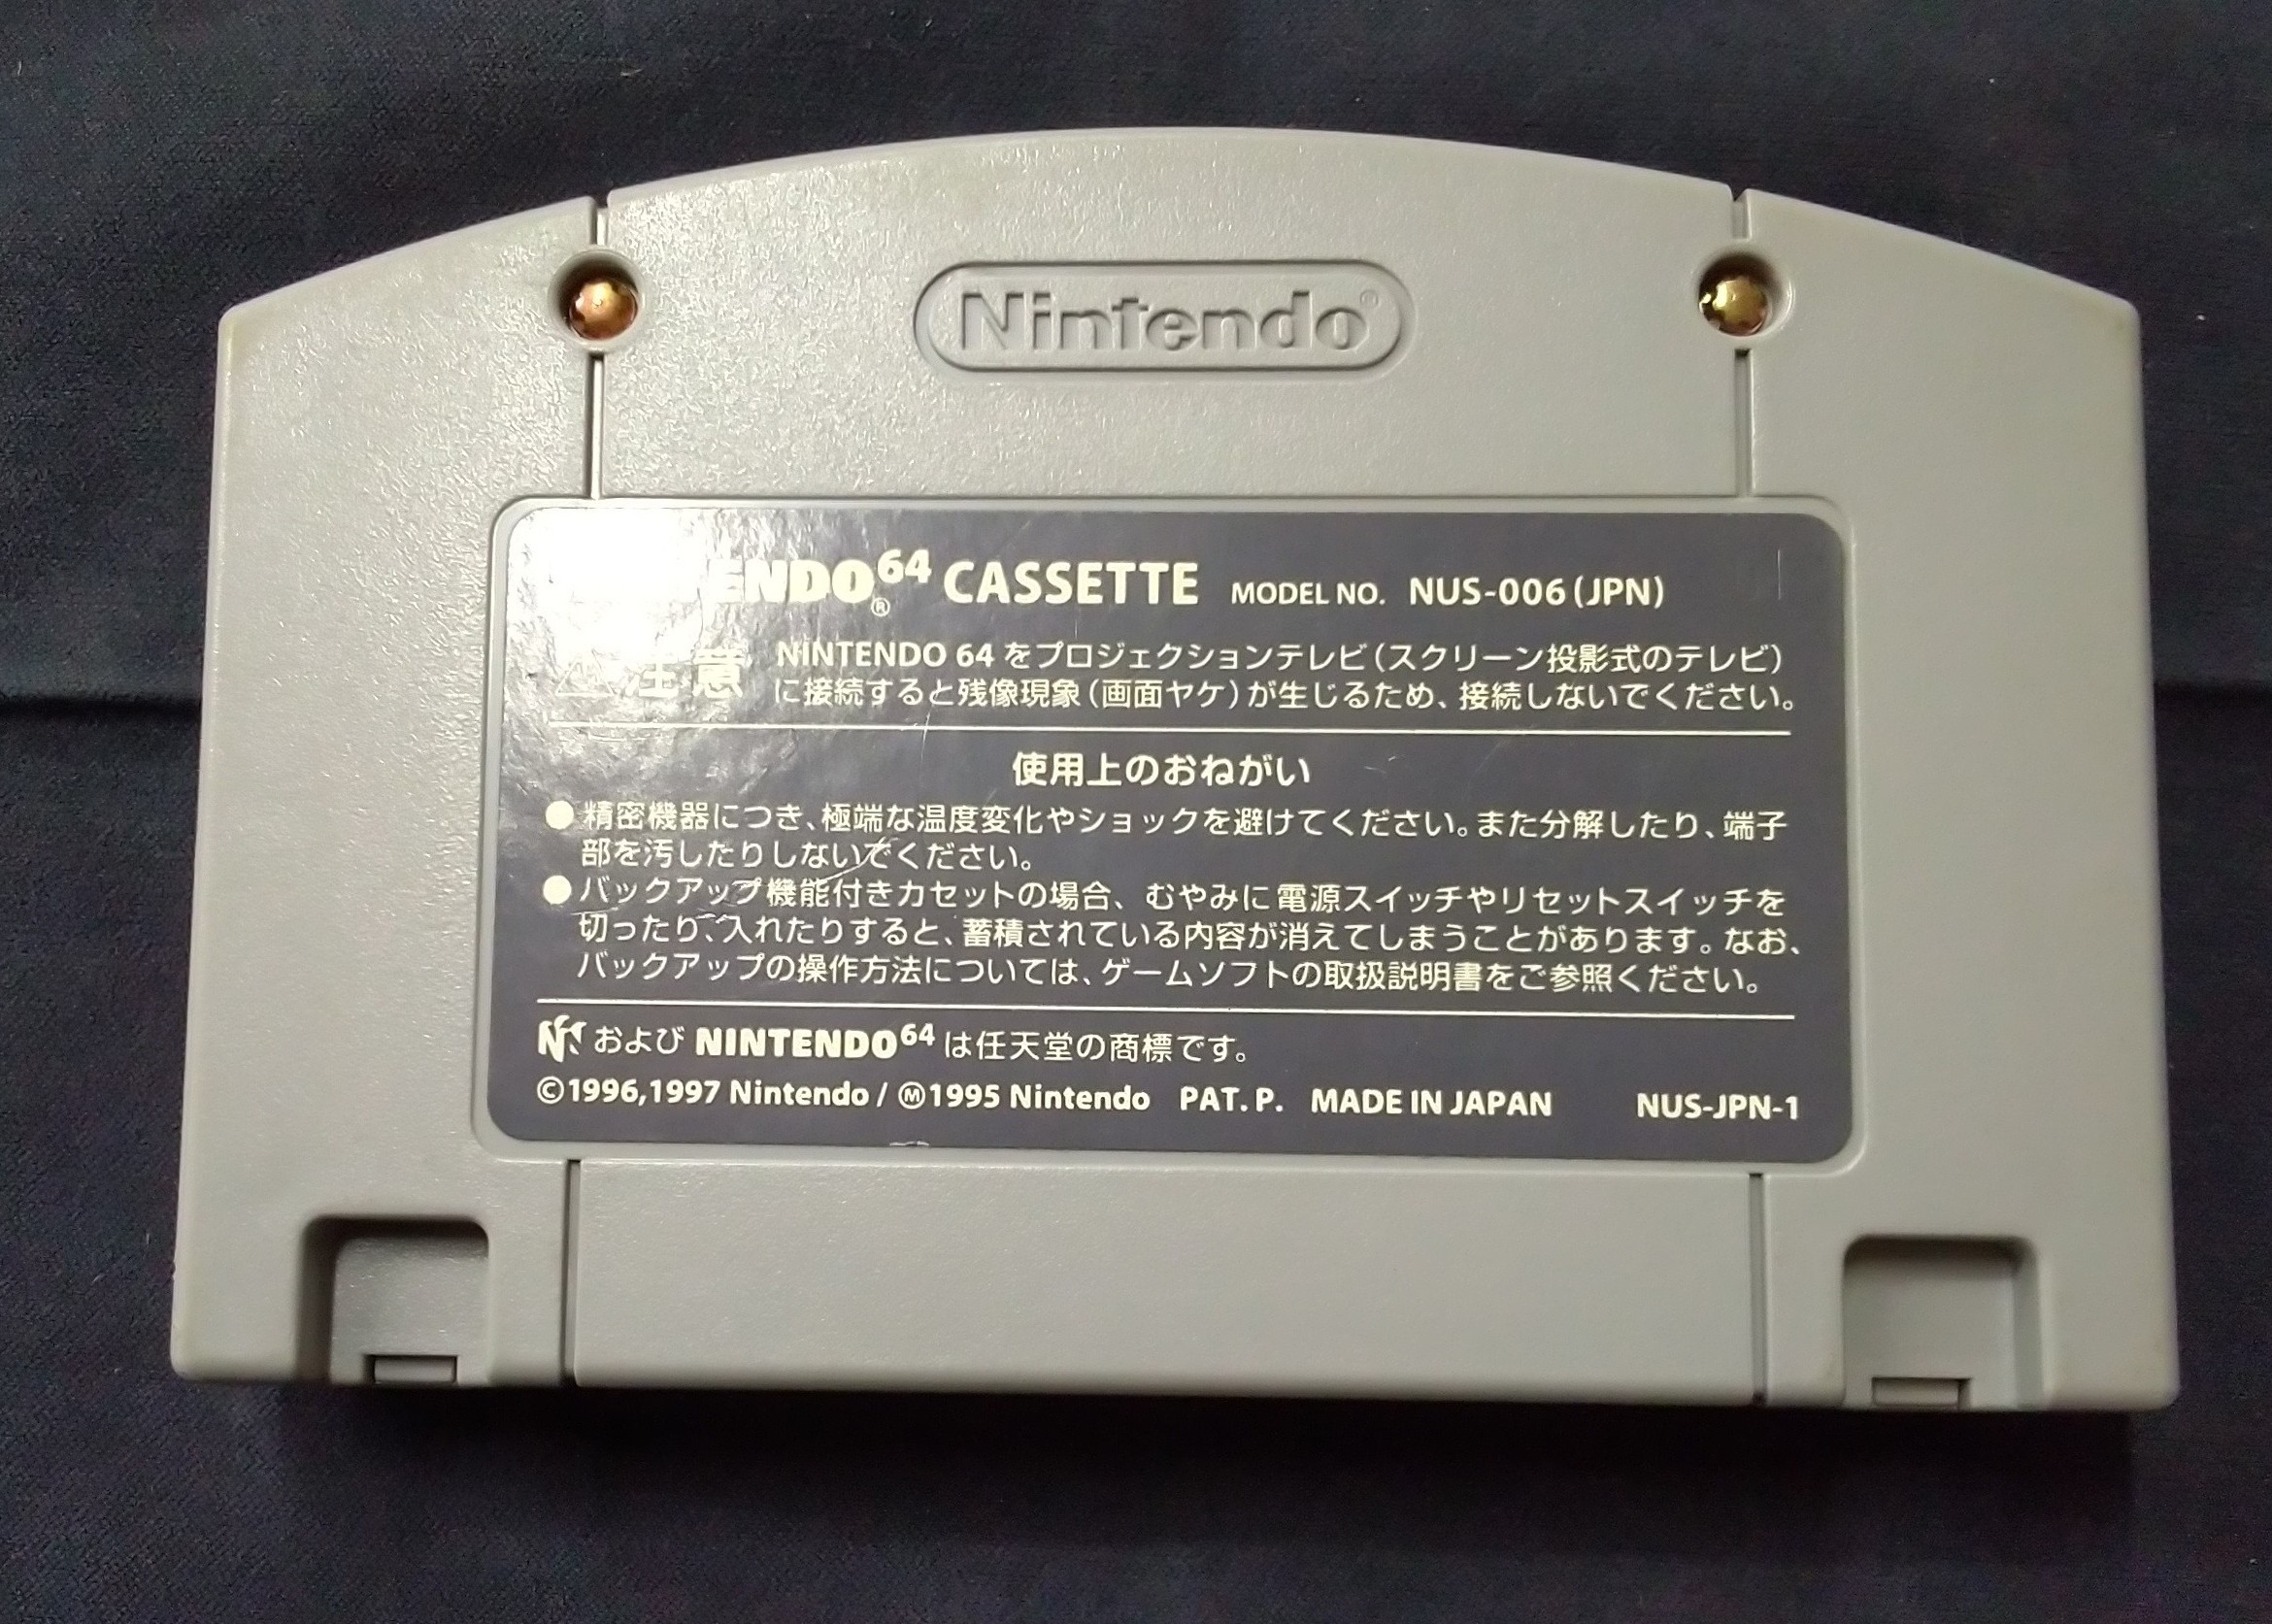 Nintendo®
ENDO64® CASSETTE MODEL NO. NUS-006(JPN)
⚠注意 NINTENDO 64 をプロジェクションテレビ(スクリーン投影式のテレビ)
に接続すると残像現象(画面ヤケ)が生じるため、接続しないでください。
使用上のおねがい
●精密機器につき、極端な温度変化やショックを避けてください。また分解したり、端子
部を汚したりしないでください。
●バックアップ機能付きカセットの場合、むやみに電源スイッチやリセットスイッチを
切ったり、入れたりすると、蓄積されている内容が消えてしまうことがあります。なお、
バックアップの操作方法については、ゲームソフトの取扱説明書をご参照ください。
N および NINTENDO64 は任天堂の商標です。
©1996,1997 Nintendo/Ⓜ1995 Nintendo PAT.P. MADE IN JAPAN NUS-JPN-1